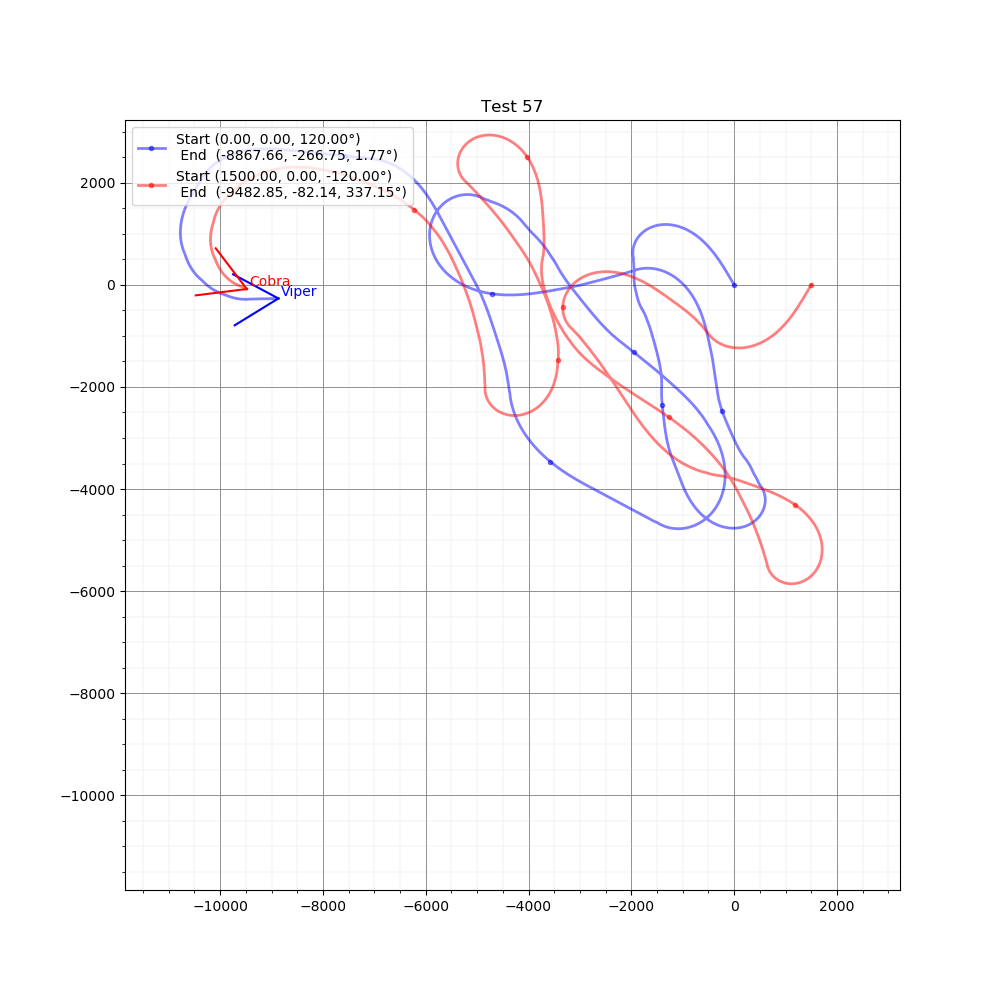 Test 57
Start (0.00, 0.00, 120.00°)
End (-8867.66, -266.75, 1.77°)
Start (1500.00, 0.00, -120.00°)
End (-9482.85, -82.14, 337.15°)
Cobra
Viper
2000
0
−2000
−4000
−6000
−8000
−10000
−10000 −8000 −6000 −4000 −2000 0 2000